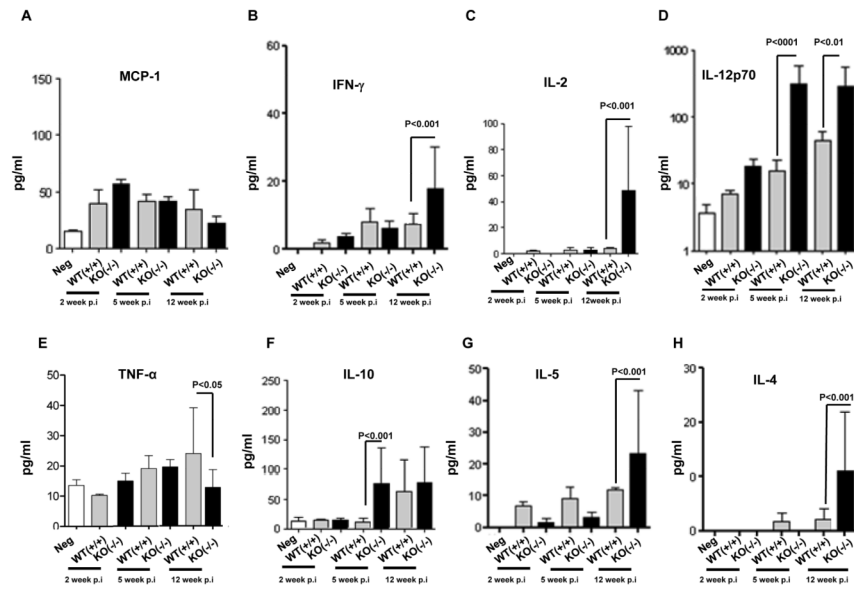 A
MCP-1
pg/ml
150
100
50
0
Neg
WT(+/+)
KO(-/-)
WT(+/+)
KO(-/-)
WT(+/+)
KO(-/-)
2 week p.i
5 week p.i
12 week p.i
B
IFN-γ
P<0.001
pg/ml
60
40
20
0
Neg
WT(+/+)
KO(-/-)
WT(+/+)
KO(-/-)
WT(+/+)
KO(-/-)
2 week p.i
5 week p.i
12 week p.i
C
IL-2
P<0.001
pg/ml
100
80
60
40
20
0
Neg
WT(+/+)
KO(-/-)
WT(+/+)
KO(-/-)
WT(+/+)
KO(-/-)
2 week p.i
5 week p.i
12week p.i
D
IL-12p70
P<0001
P<0.01
pg/ml
1000
100
10
1
Neg
WT(+/+)
KO(-/-)
WT(+/+)
KO(-/-)
WT(+/+)
KO(-/-)
2 week p.i
5 week p.i
12 week p.i
E
TNF-α
P<0.05
pg/ml
50
40
30
20
10
0
Neg
WT(+/+)
KO(-/-)
WT(+/+)
KO(-/-)
WT(+/+)
KO(-/-)
2 week p.i
5 week p.i
12 week p.i
F
IL-10
P<0.001
pg/ml
250
200
150
100
50
0
Neg
WT(+/+)
KO(-/-)
WT(+/+)
KO(-/-)
WT(+/+)
KO(-/-)
2 week p.i
5 week p.i
12 week p.i
G
IL-5
P<0.001
pg/ml
50
40
30
20
10
0
Neg
WT(+/+)
KO(-/-)
WT(+/+)
KO(-/-)
WT(+/+)
KO(-/-)
2 week p.i
5 week p.i
12 week p.i
H
IL-4
P<0.001
pg/ml
30
20
0
0
Neg
WT(+/+)
KO(-/-)
WT(+/+)
KO(-/-)
WT(+/+)
KO(-/-)
2 week p.i
5 week p.i
12 week p.i